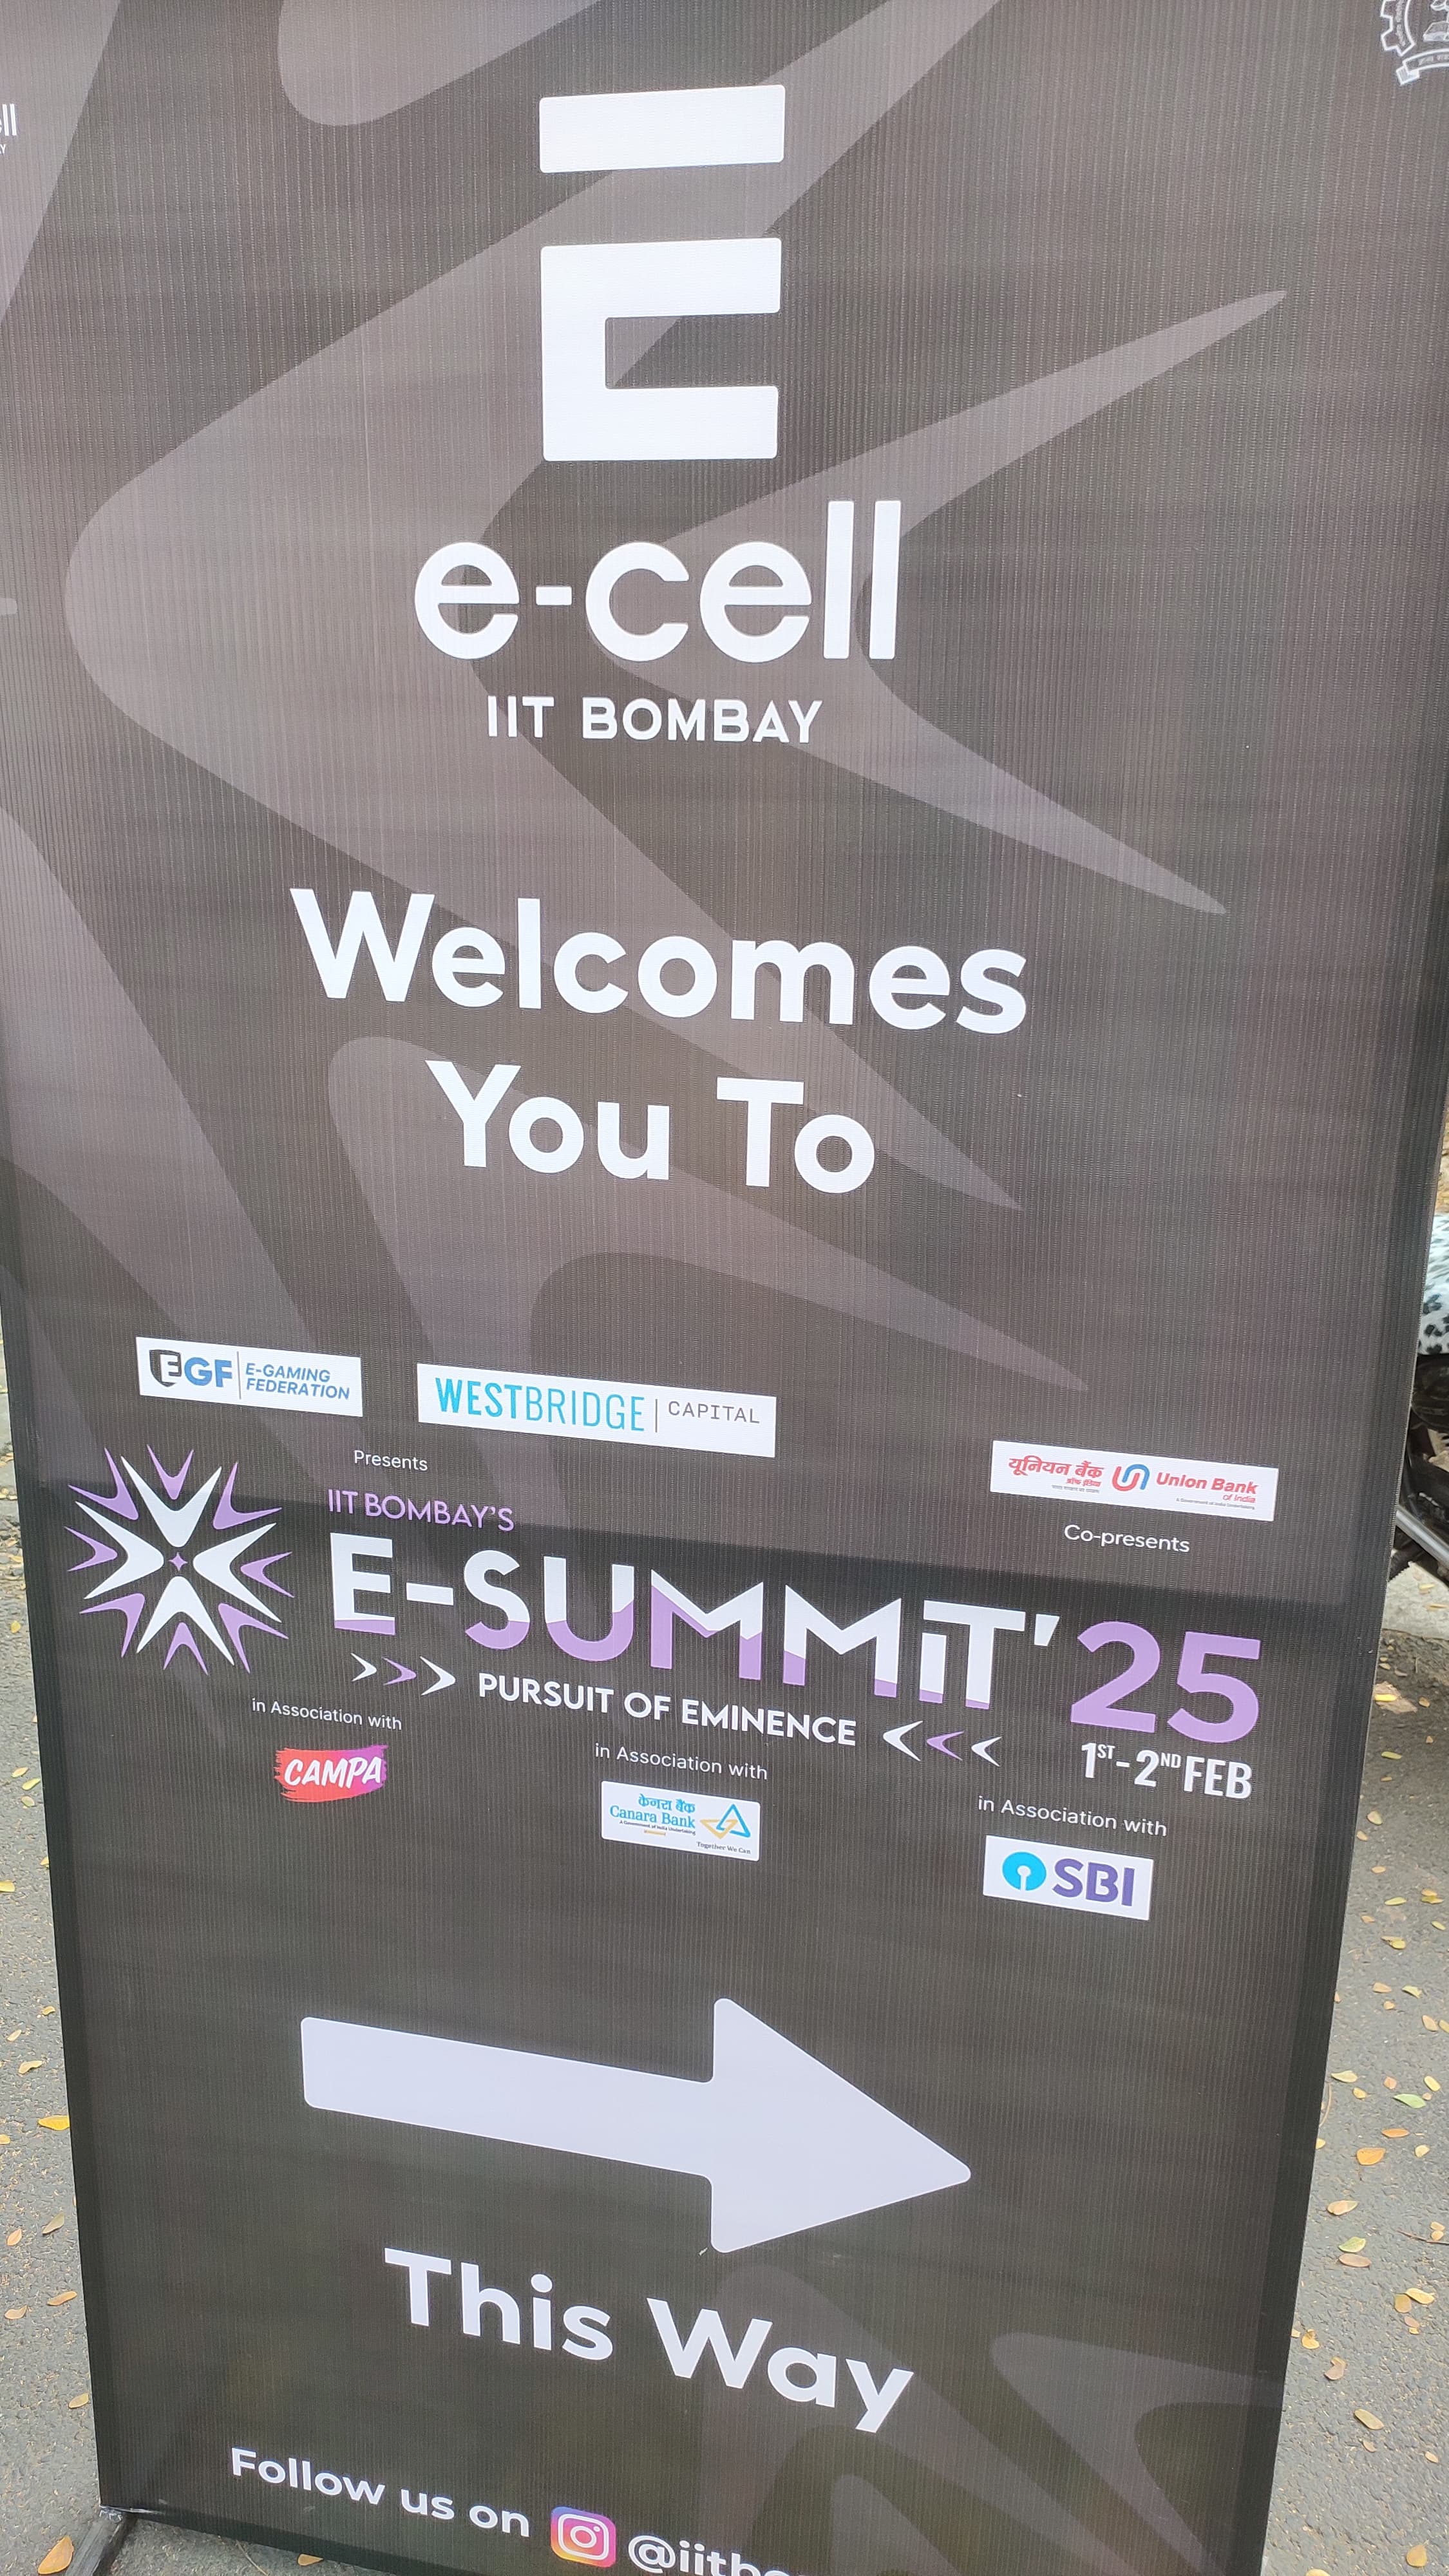 e-cell
IIT BOMBAY
Welcomes
You To
EGF E-GAMING
FEDERATION
WESTBRIDGE | CAPITAL
Presents
यूनियन बैंक Union Bank
of India
Co-presents
IIT BOMBAY'S
E-SUMMIT'25
PURSUIT OF EMINENCE
1ST-2ND FEB
in Association with
CAMPA
in Association with
केनरा बैंक
Canara Bank
Together We Can
in Association with
SBI
This Way
Follow us on